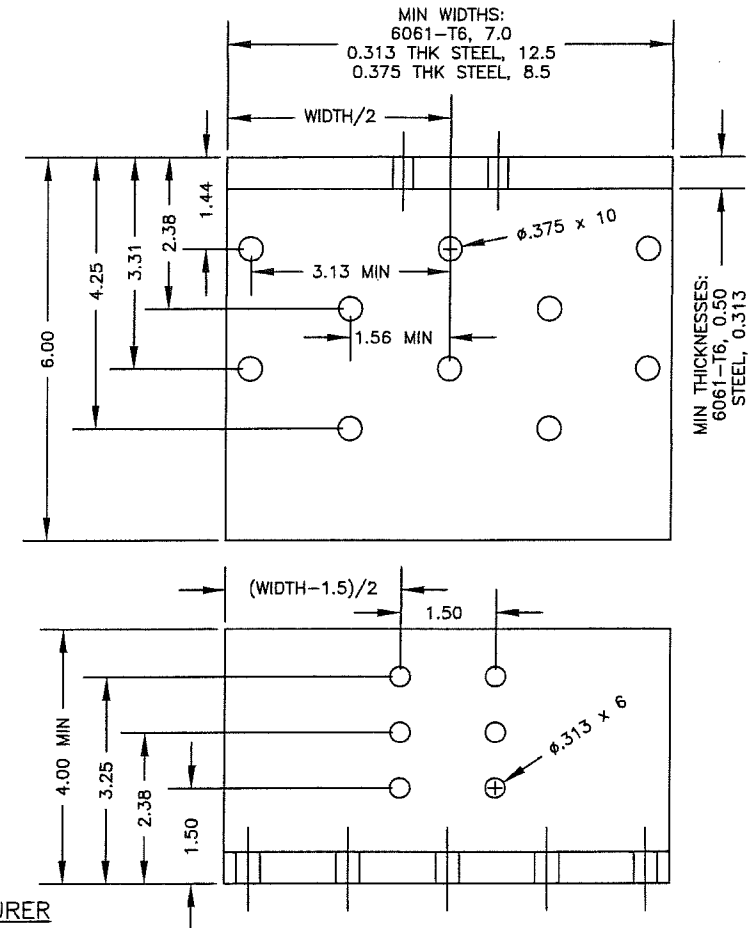 MIN WIDTHS:
6061-T6, 7.0
0.313 THK STEEL, 12.5
0.375 THK STEEL, 8.5
WIDTH/2
1.44
2.38
3.31
4.25
6.00
ø.375 x 10
3.13 MIN
1.56 MIN
MIN THICKNESSES:
6061-T6, 0.50
STEEL, 0.313
(WIDTH-1.5)/2
1.50
4.00 MIN
3.25
2.38
1.50
ø.313 x 6
URER